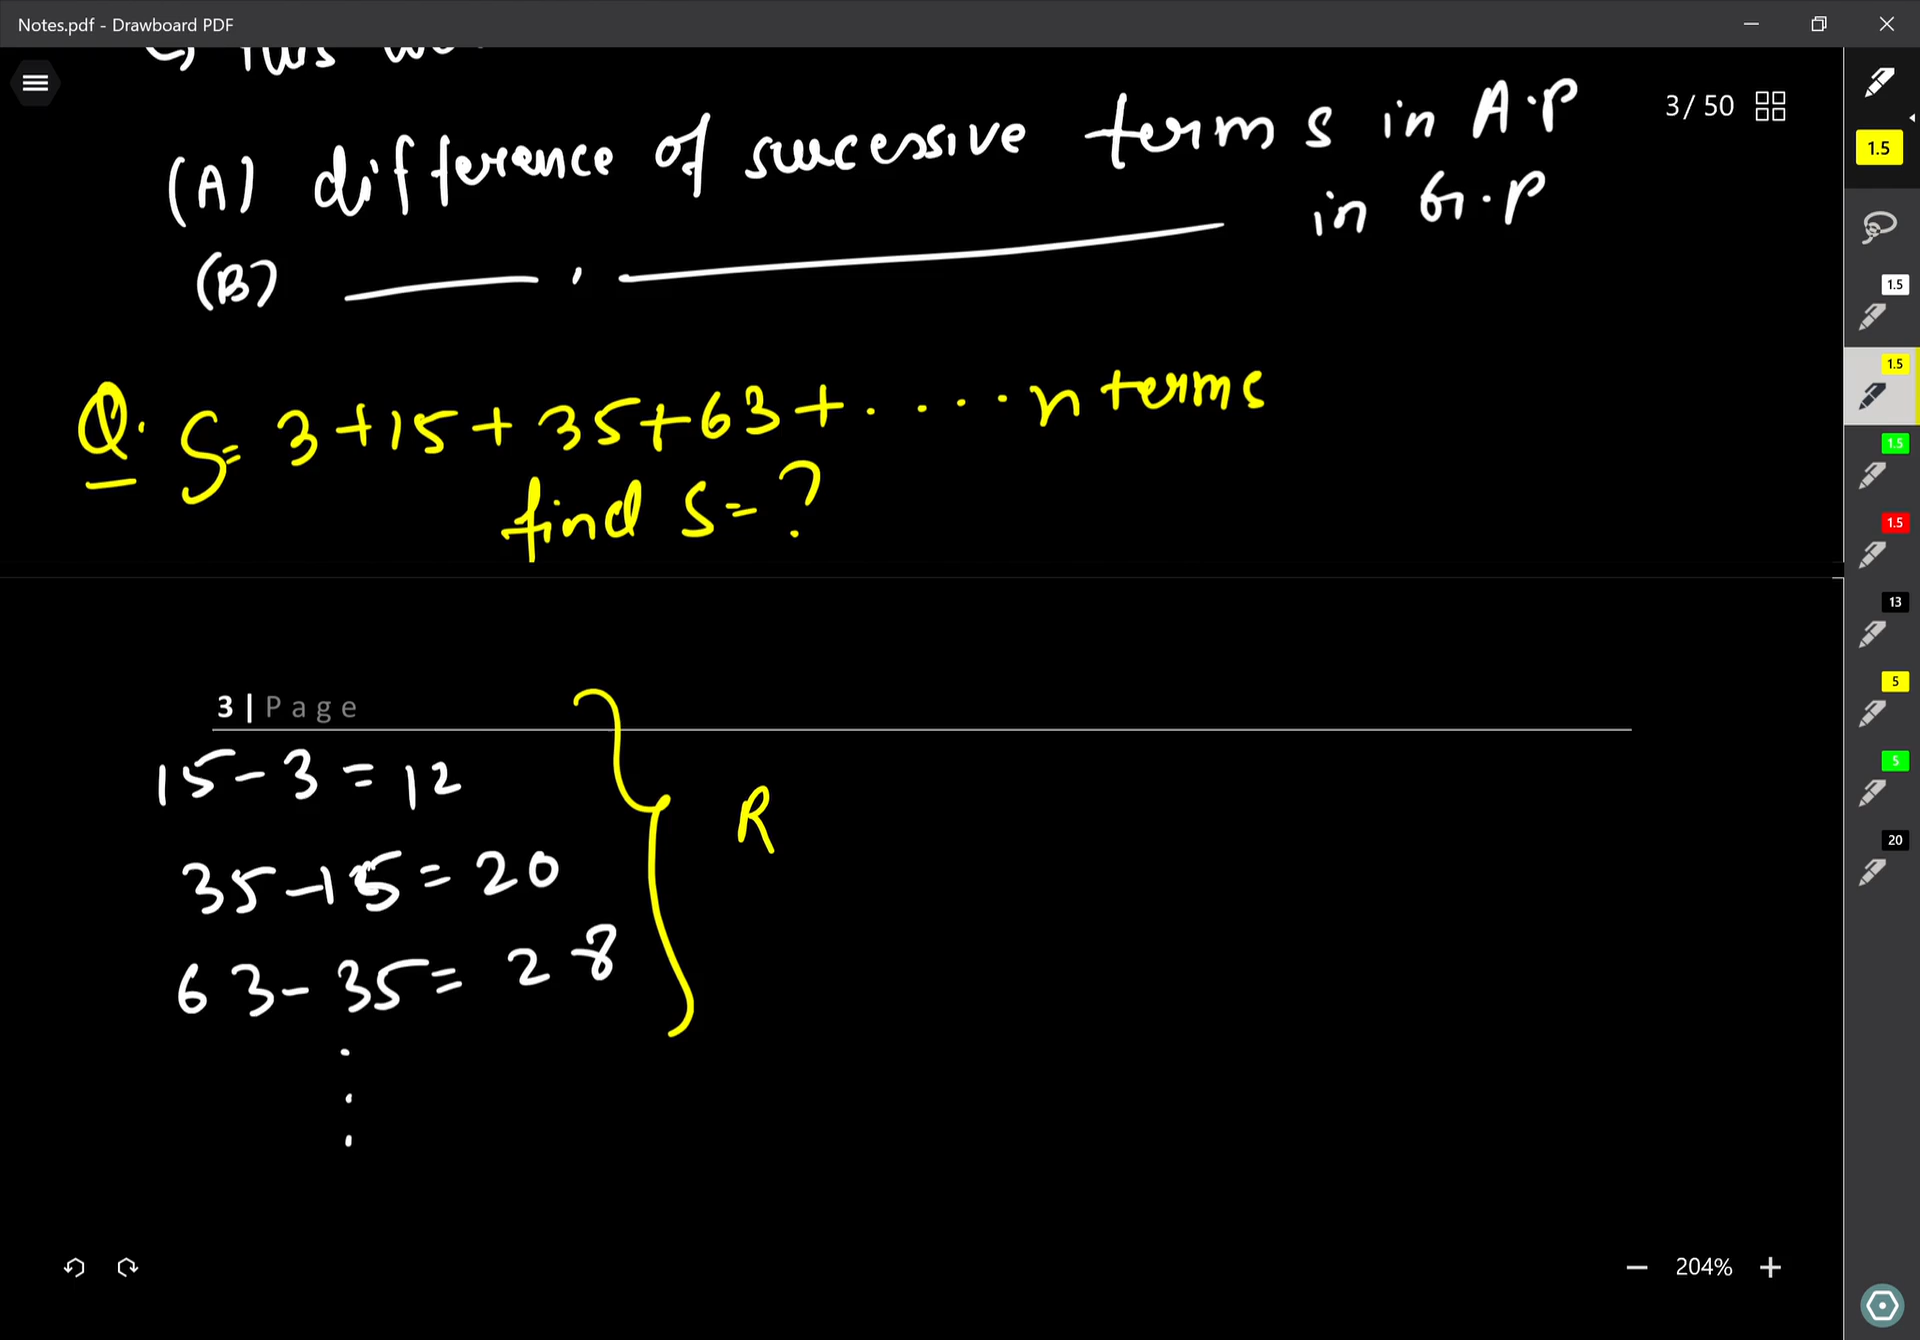 Notes.pdf - Drawboard PDF
3 / 50
(A) difference of successive terms in A.P
(B) in G.P
Q. S= 3+15+35+63+.....n terms
find S= ?
3 | Page
15-3 = 12
35-15 = 20
63-35 = 28
R
1.5
1.5
1.5
1.5
1.5
13
5
5
20
204%